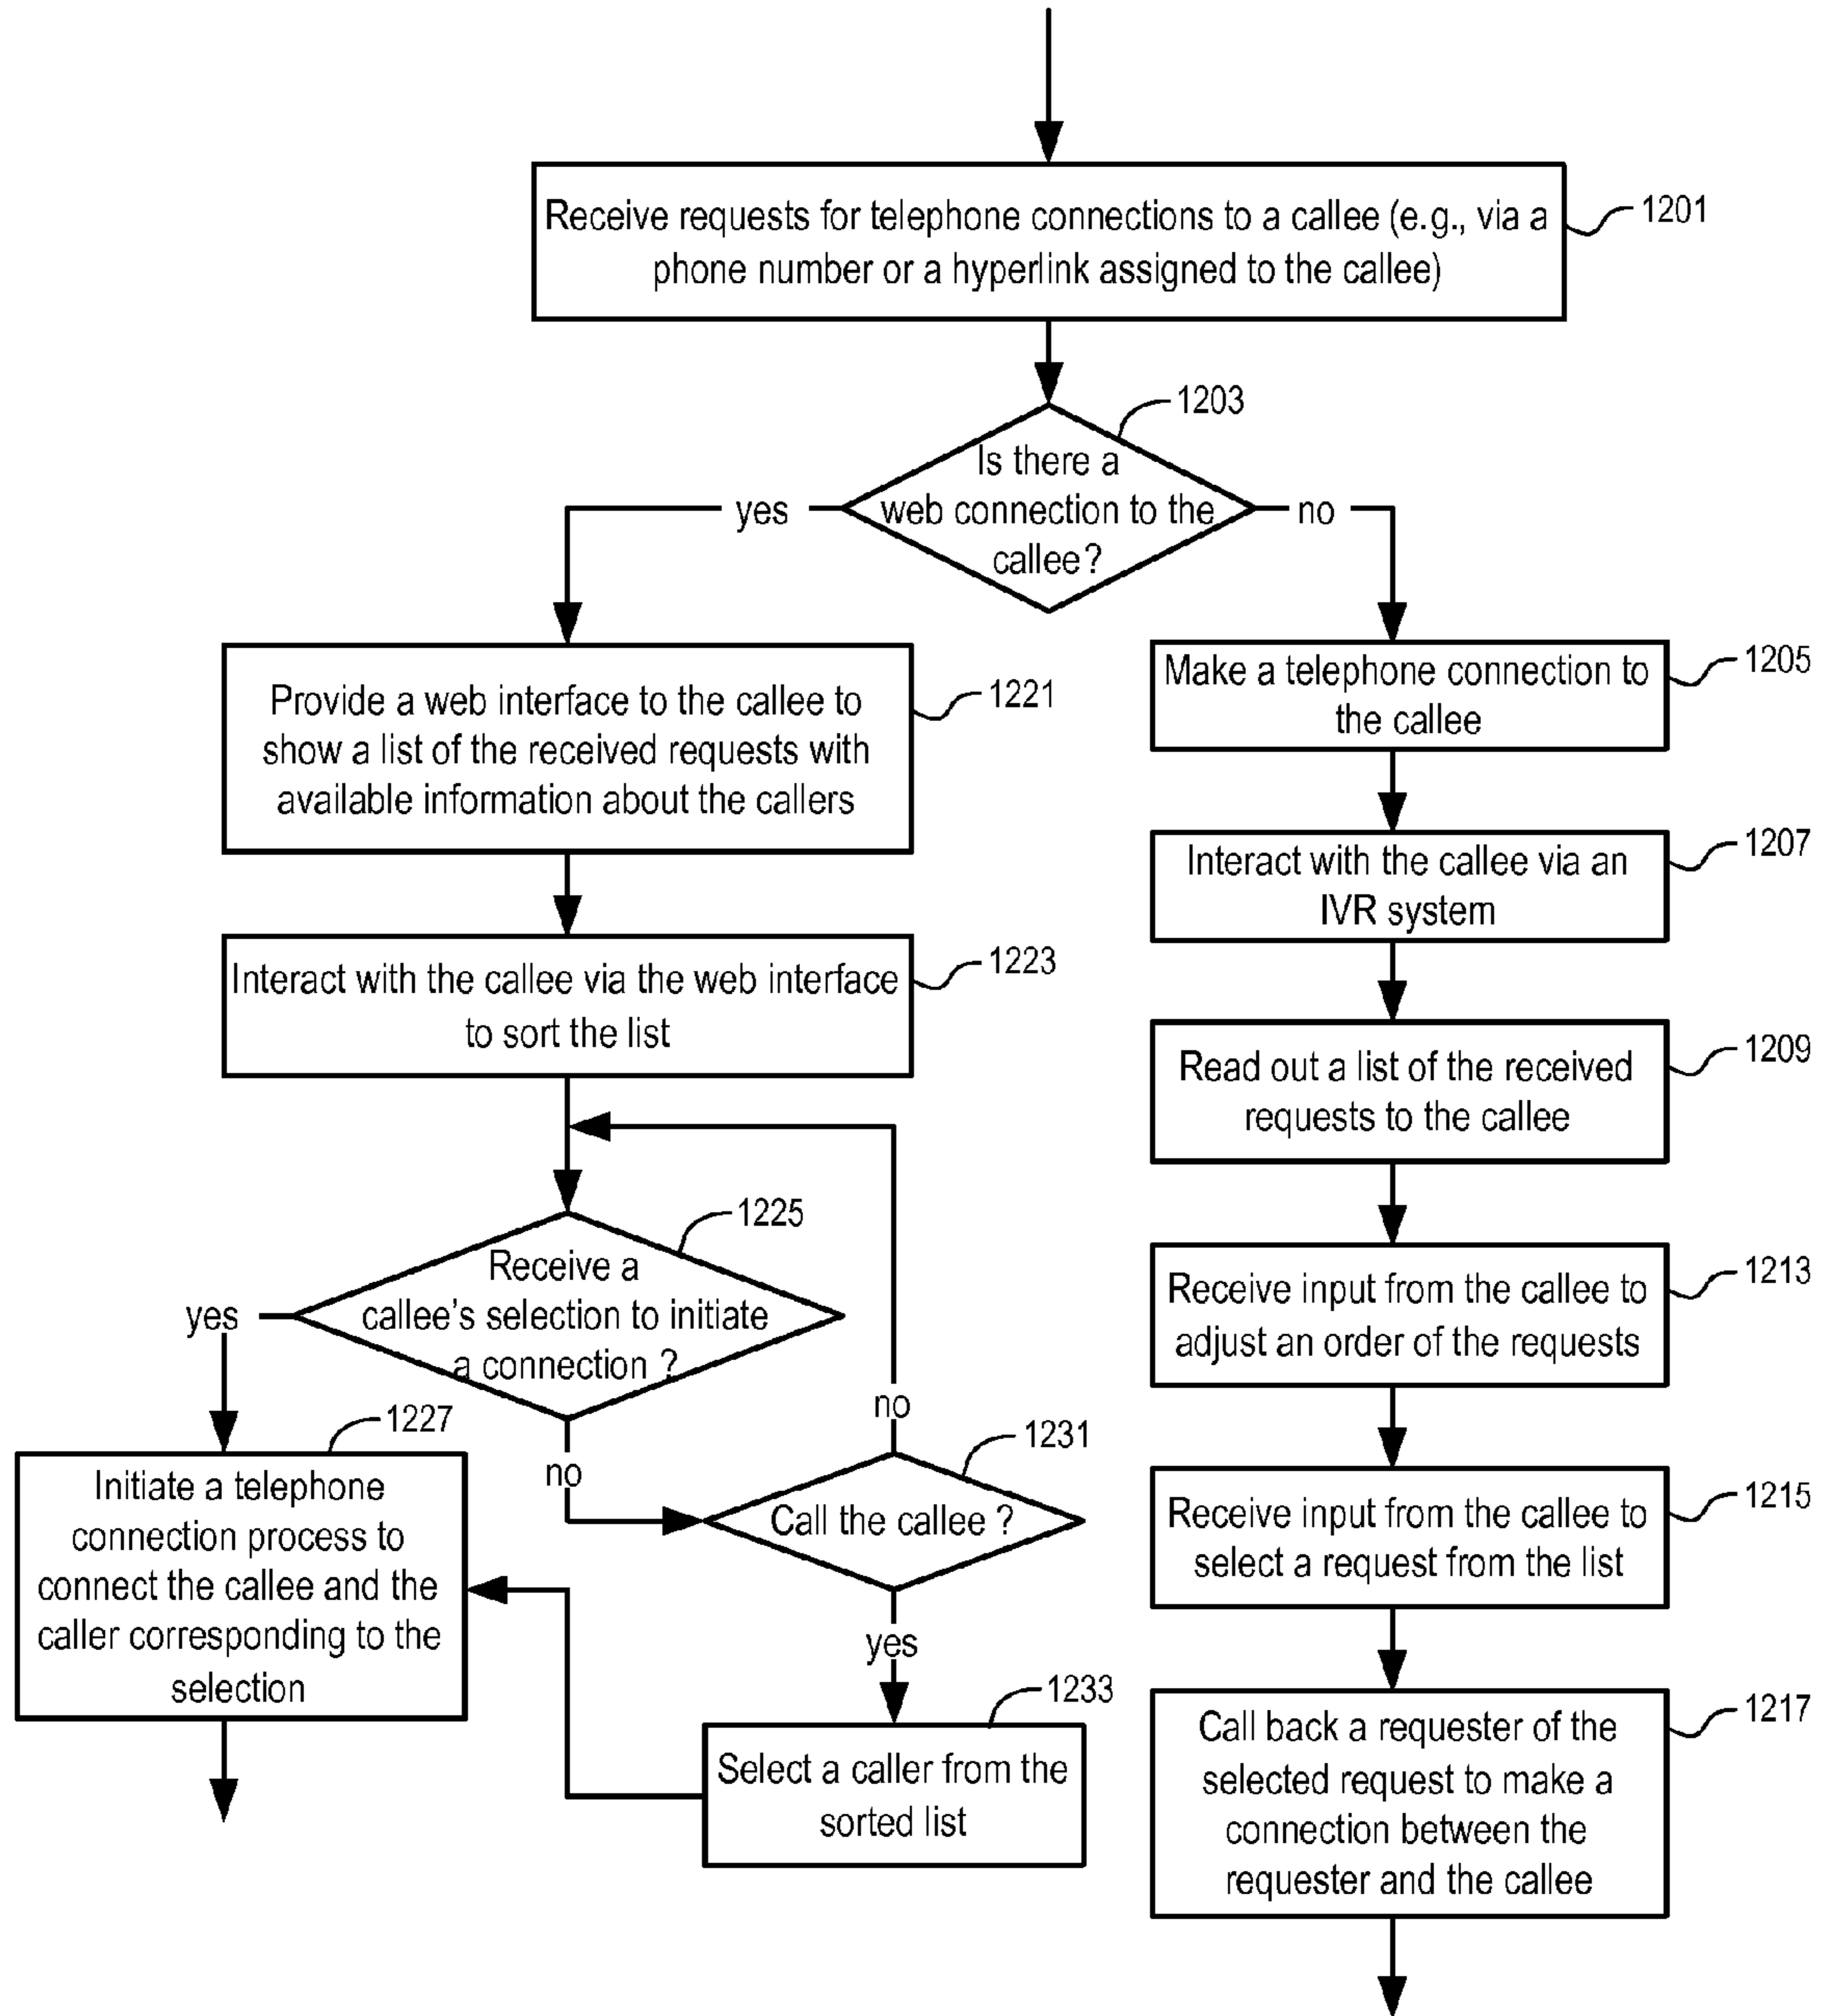 Receive requests for telephone connections to a callee (e.g., via a
phone number or a hyperlink assigned to the callee)
1201
1203
Is there a
web connection to the
callee?
yes
no
Provide a web interface to the callee to
show a list of the received requests with
available information about the callers
1221
Interact with the callee via the web interface
to sort the list
1223
1225
Receive a
callee's selection to initiate
a connection ?
yes
no
1227
Initiate a telephone
connection process to
connect the callee and the
caller corresponding to the
selection
no
1231
Call the callee ?
yes
1233
Select a caller from the
sorted list
Make a telephone connection to
the callee
1205
Interact with the callee via an
IVR system
1207
Read out a list of the received
requests to the callee
1209
Receive input from the callee to
adjust an order of the requests
1213
Receive input from the callee to
select a request from the list
1215
Call back a requester of the
selected request to make a
connection between the
requester and the callee
1217